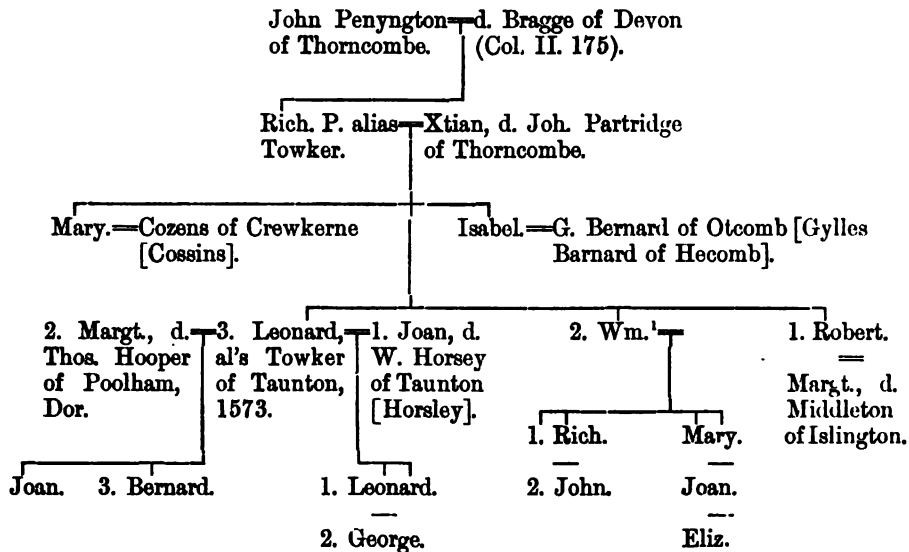 John Penyngton d. Bragge of Devon
of Thorncombe. (Col. II. 175).
Rich. P. alias Xtian, d. Joh. Partridge
Towker. of Thorncombe.
Mary.=Cozens of Crewkerne
[Cossins].
Isabel.=G. Bernard of Otcomb [Gylles
Barnard of Hecomb].
2. Margt., d.
Thos. Hooper
of Poolham,
Dor.
3. Leonard,
al's Towker
of Taunton,
1573.
1. Joan, d.
W. Horsey
of Taunton
[Horsley].
2. Wm.¹
1. Robert.
=
Margt., d.
Middleton
of Islington.
Joan. 3. Bernard.
1. Leonard.
2. George.
1. Rich.
2. John.
Mary.
Joan.
Eliz.